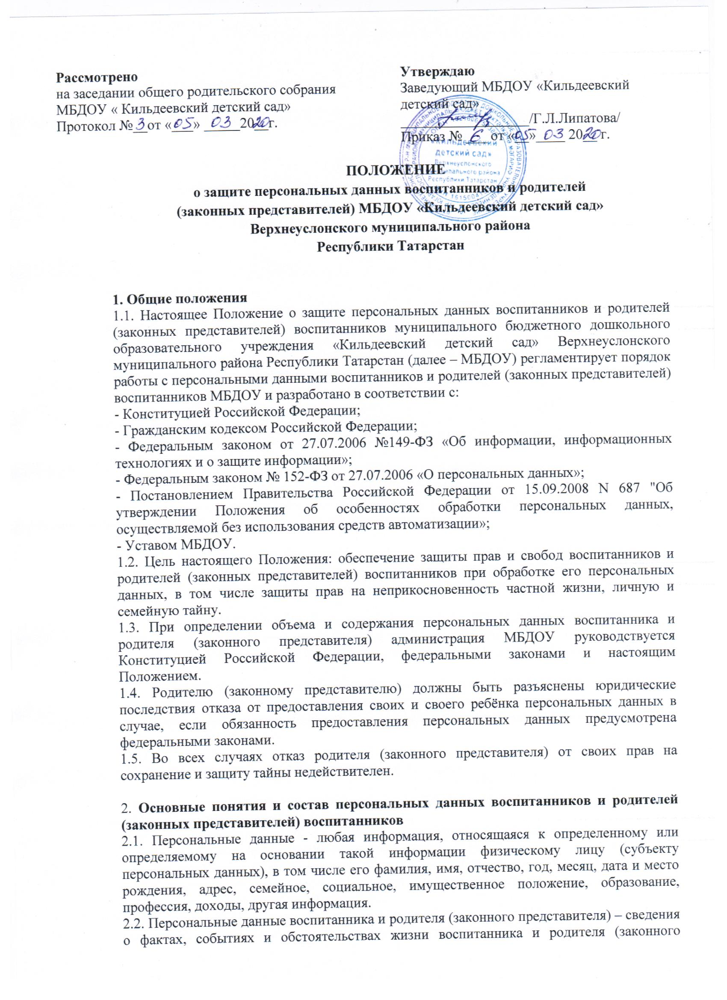 Рассмотрено
на заседании общего родительского собрания
МБДОУ « Кильдеевский детский сад»
Протокол № 3 от «05» 03 2020г.
Утверждаю
Заведующий МБДОУ «Кильдеевский
детский сад»
/Г.Л.Липатова/
Приказ № 6 от «05» 03 2020г.
«Кильдеевский
детский сад»
Верхнеуслонского
муниципального района
Республики Татарстан
ПОЛОЖЕНИЕ
о защите персональных данных воспитанников и родителей
(законных представителей) МБДОУ «Кильдеевский детский сад»
Верхнеуслонского муниципального района
Республики Татарстан
1. Общие положения
1.1. Настоящее Положение о защите персональных данных воспитанников и родителей
(законных представителей) воспитанников муниципального бюджетного дошкольного
образовательного учреждения «Кильдеевский детский сад» Верхнеуслонского
муниципального района Республики Татарстан (далее – МБДОУ) регламентирует порядок
работы с персональными данными воспитанников и родителей (законных представителей)
воспитанников МБДОУ и разработано в соответствии с:
- Конституцией Российской Федерации;
- Гражданским кодексом Российской Федерации;
- Федеральным законом от 27.07.2006 №149-ФЗ «Об информации, информационных
технологиях и о защите информации»;
- Федеральным законом № 152-ФЗ от 27.07.2006 «О персональных данных»;
- Постановлением Правительства Российской Федерации от 15.09.2008 N 687 "Об
утверждении Положения об особенностях обработки персональных данных,
осуществляемой без использования средств автоматизации»;
- Уставом МБДОУ.
1.2. Цель настоящего Положения: обеспечение защиты прав и свобод воспитанников и
родителей (законных представителей) воспитанников при обработке его персональных
данных, в том числе защиты прав на неприкосновенность частной жизни, личную и
семейную тайну.
1.3. При определении объема и содержания персональных данных воспитанника и
родителя (законного представителя) администрация МБДОУ руководствуется
Конституцией Российской Федерации, федеральными законами и настоящим
Положением.
1.4. Родителю (законному представителю) должны быть разъяснены юридические
последствия отказа от предоставления своих и своего ребёнка персональных данных в
случае, если обязанность предоставления персональных данных предусмотрена
федеральными законами.
1.5. Во всех случаях отказ родителя (законного представителя) от своих прав на
сохранение и защиту тайны недействителен.
2. Основные понятия и состав персональных данных воспитанников и родителей
(законных представителей) воспитанников
2.1. Персональные данные - любая информация, относящаяся к определенному или
определяемому на основании такой информации физическому лицу (субъекту
персональных данных), в том числе его фамилия, имя, отчество, год, месяц, дата и место
рождения, адрес, семейное, социальное, имущественное положение, образование,
профессия, доходы, другая информация.
2.2. Персональные данные воспитанника и родителя (законного представителя) – сведения
о фактах, событиях и обстоятельствах жизни воспитанника и родителя (законного